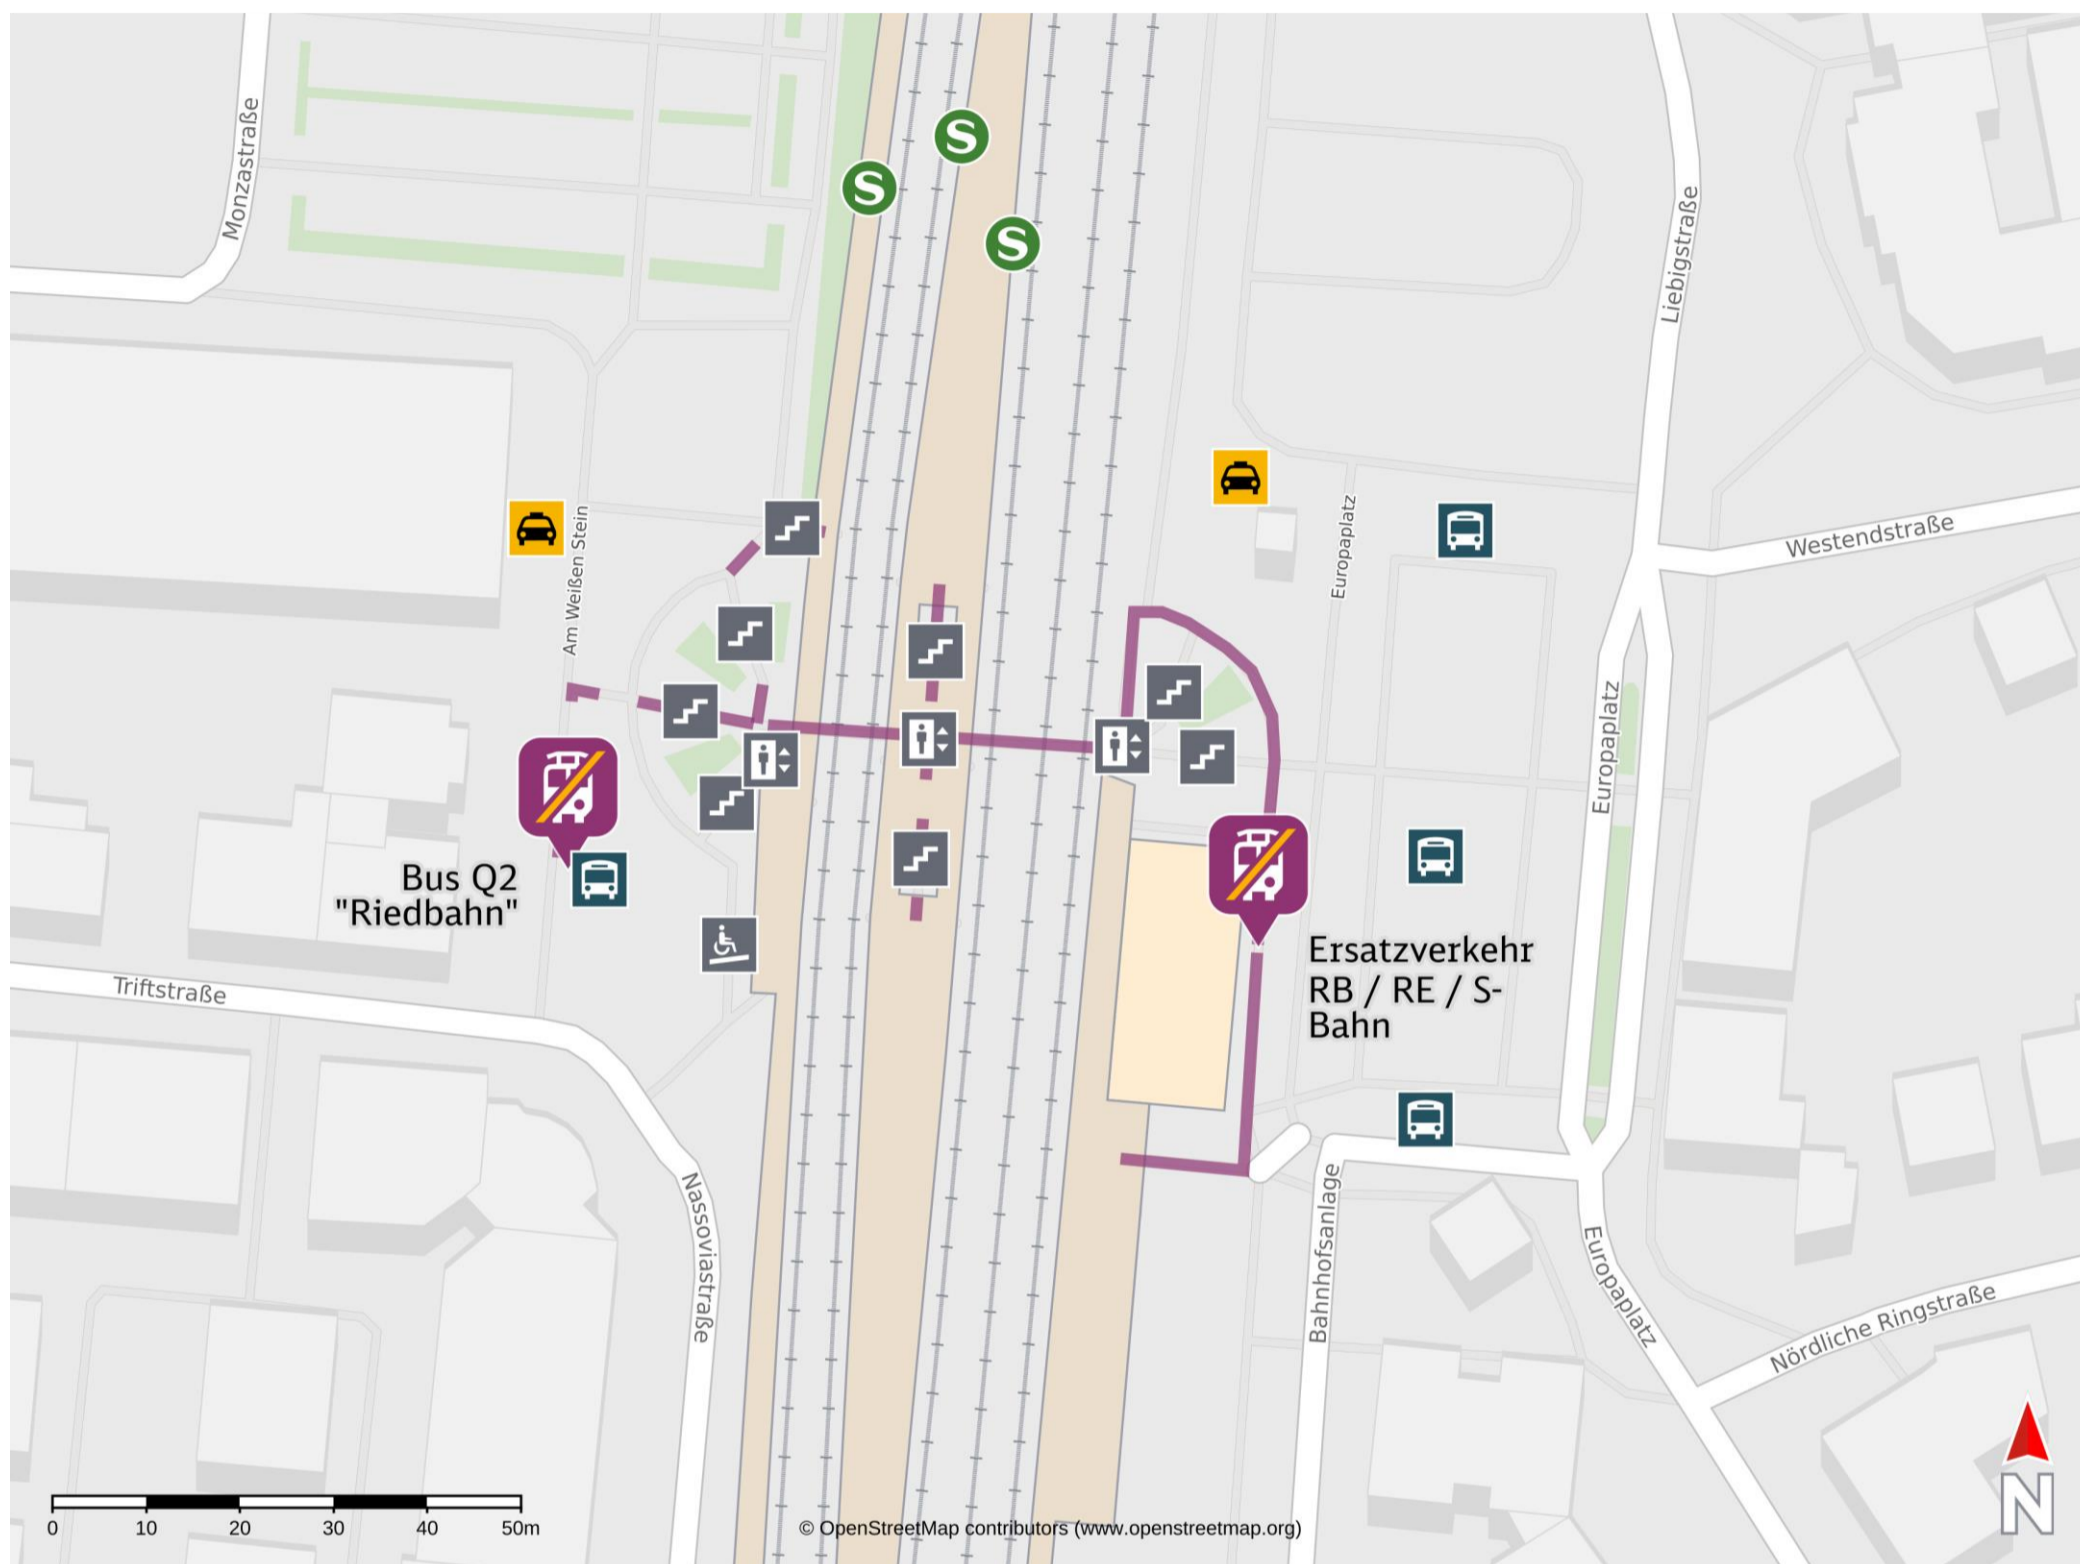 S
S
S
Monzastraße
Liebigstraße
Westendstraße
Europaplatz
Am Weißen Stein
Europaplatz
Bus Q2
"Riedbahn"
Ersatzverkehr
RB / RE / S-
Bahn
Triftstraße
Nassoviastraße
Bahnhofsanlage
Europaplatz
Nördliche Ringstraße
N
0 10 20 30 40 50m
© OpenStreetMap contributors (www.openstreetmap.org)